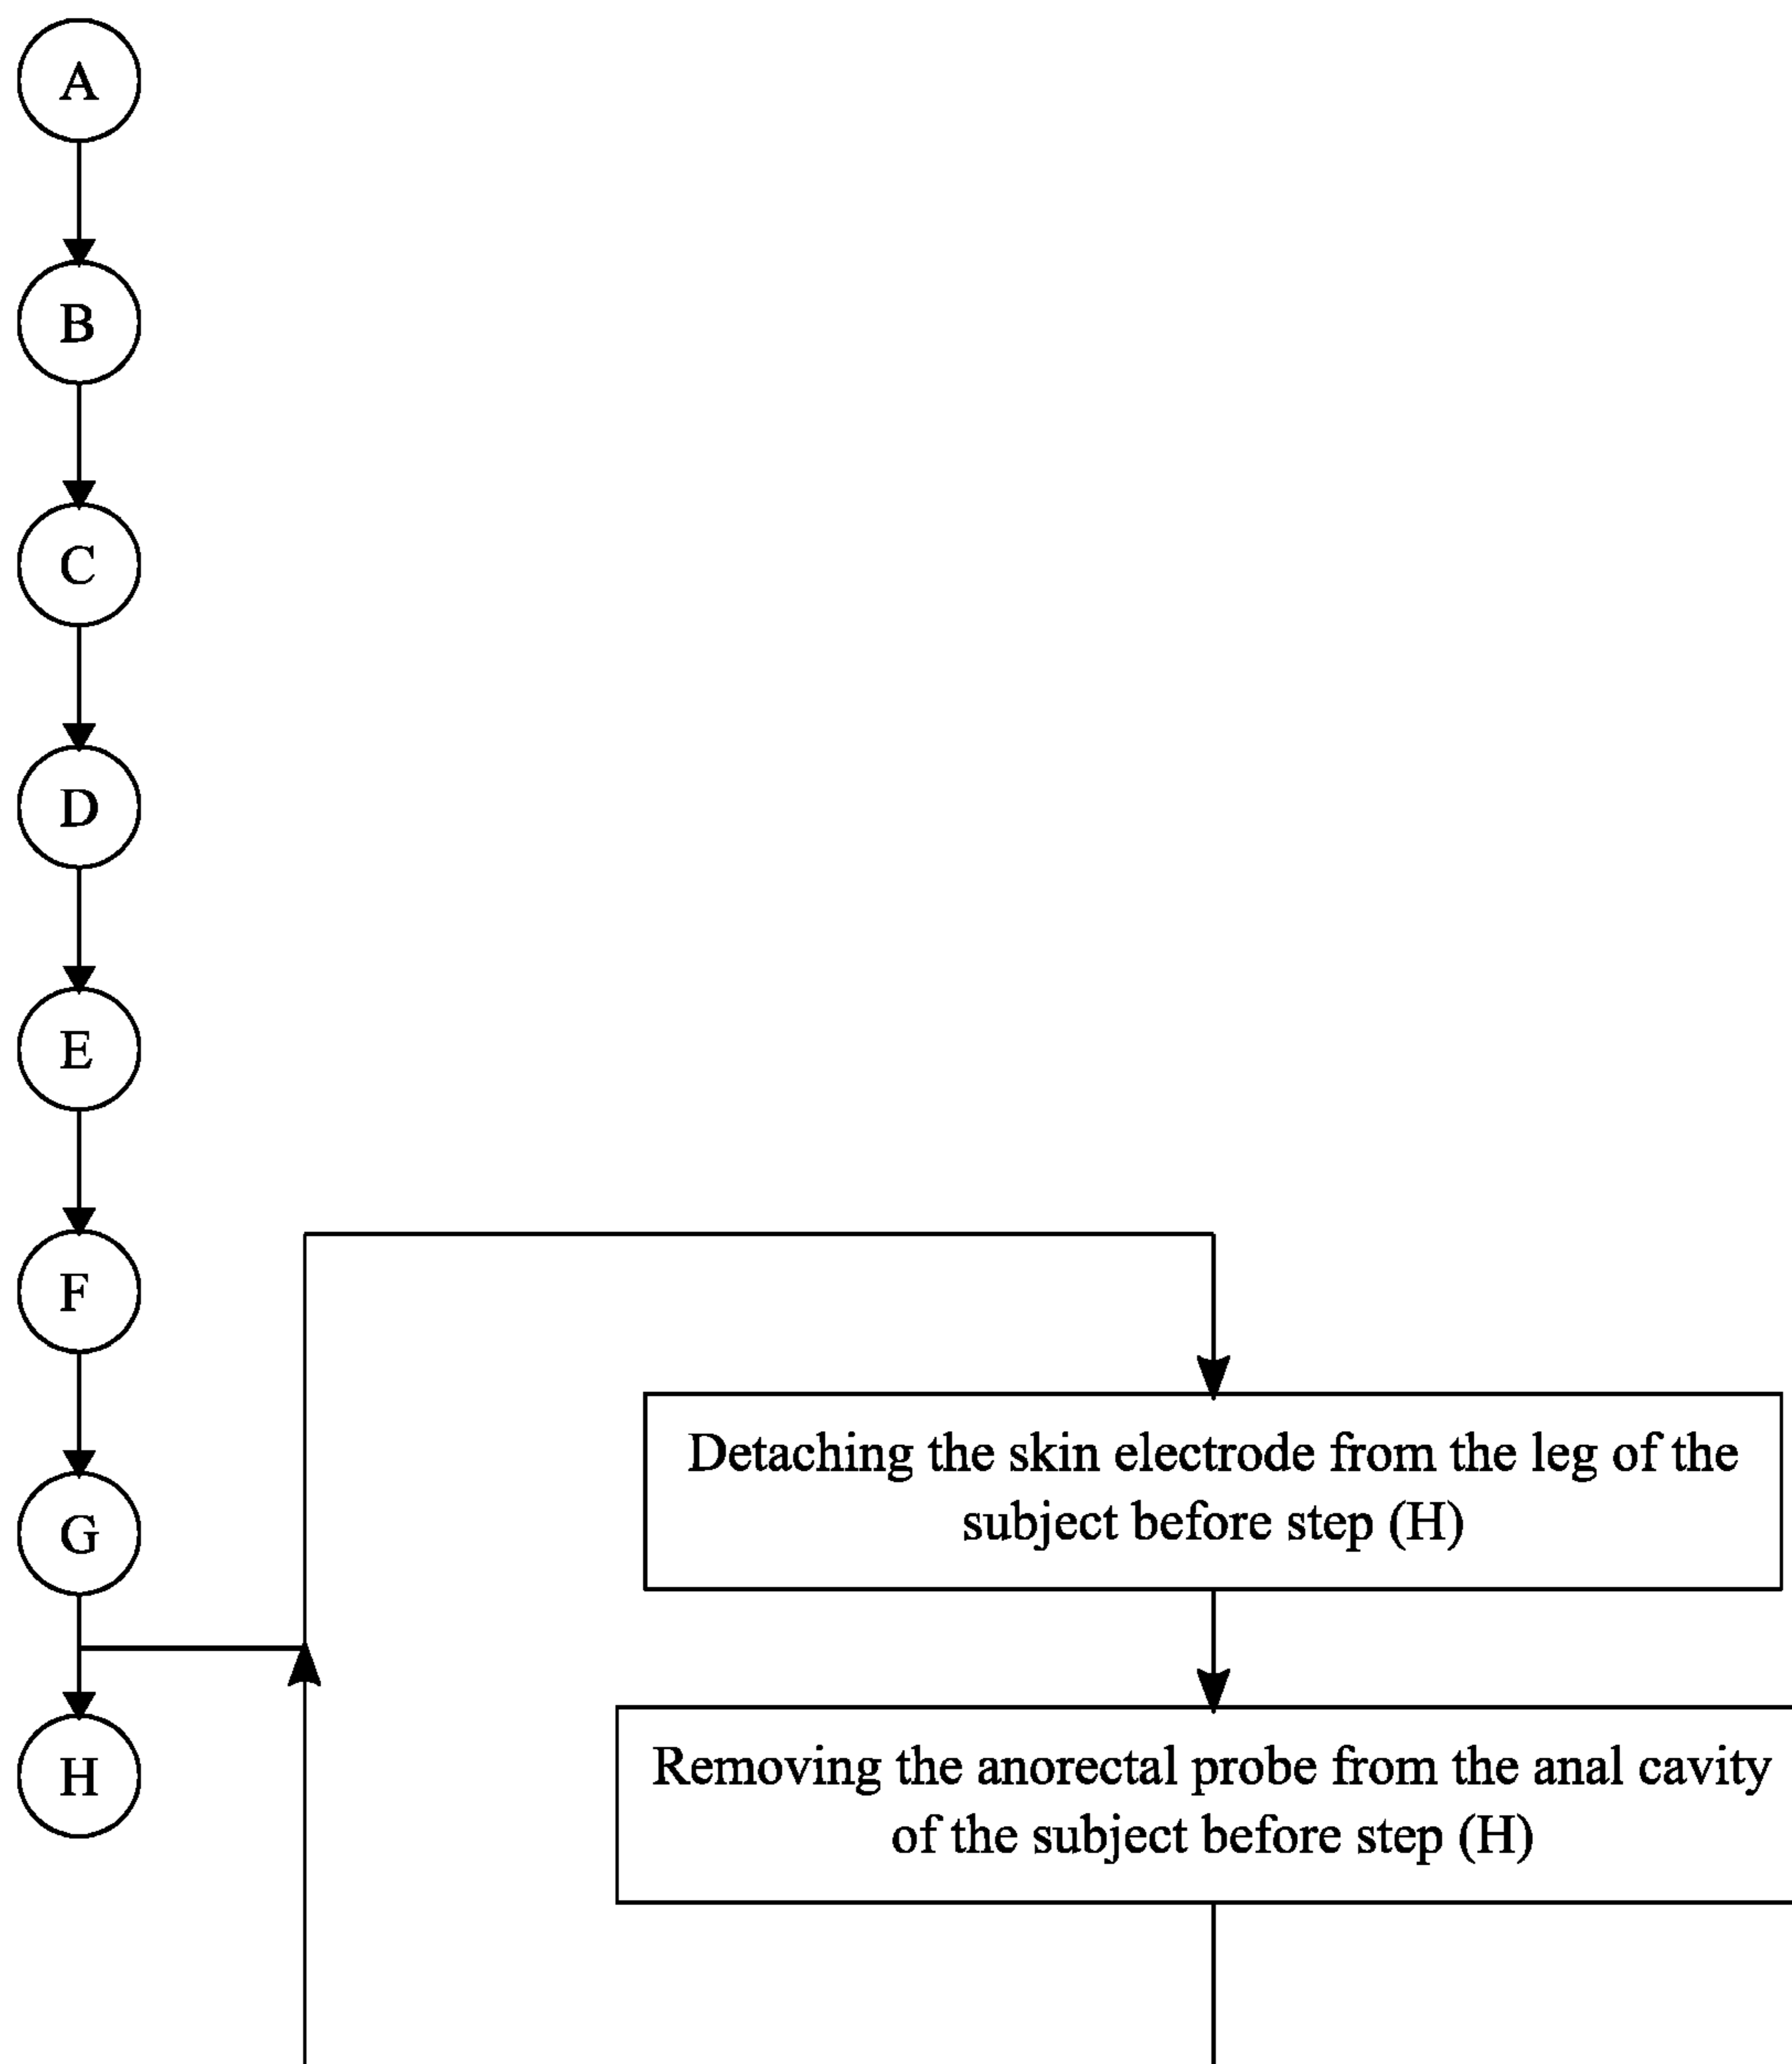 A
B
C
D
E
F
G
H
Detaching the skin electrode from the leg of the
subject before step (H)
Removing the anorectal probe from the anal cavity
of the subject before step (H)